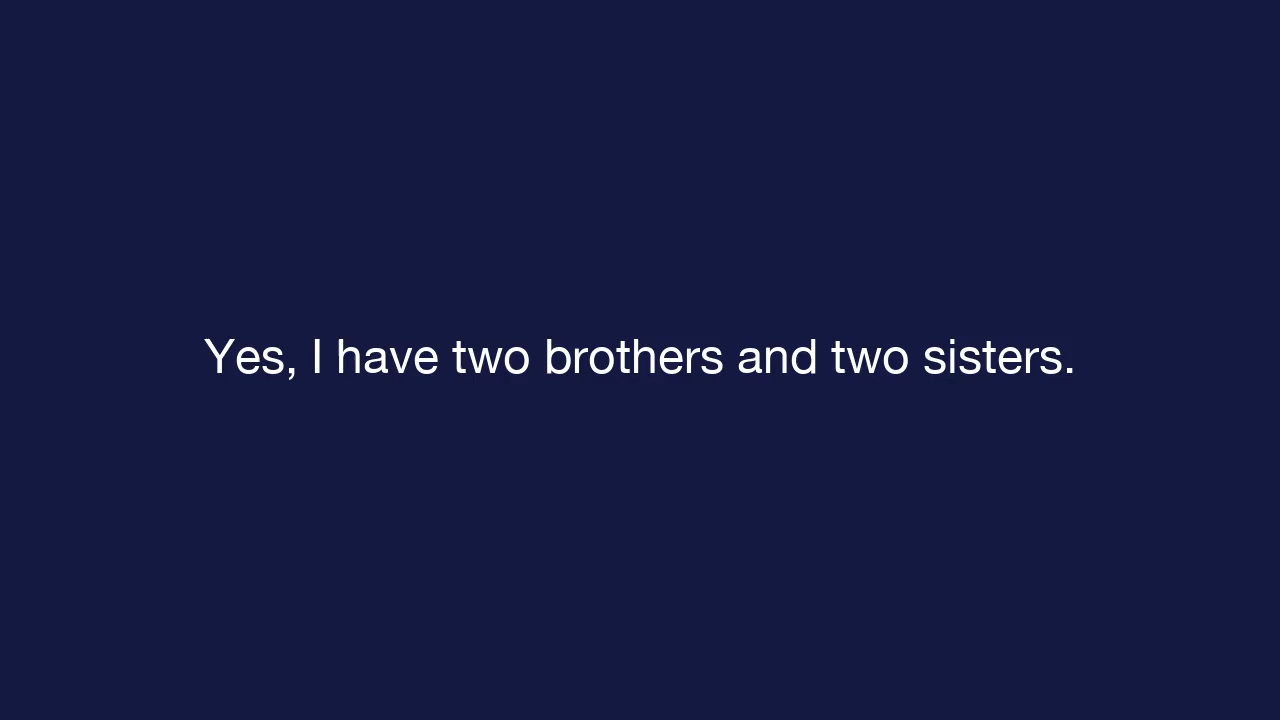 Yes, I have two brothers and two sisters.